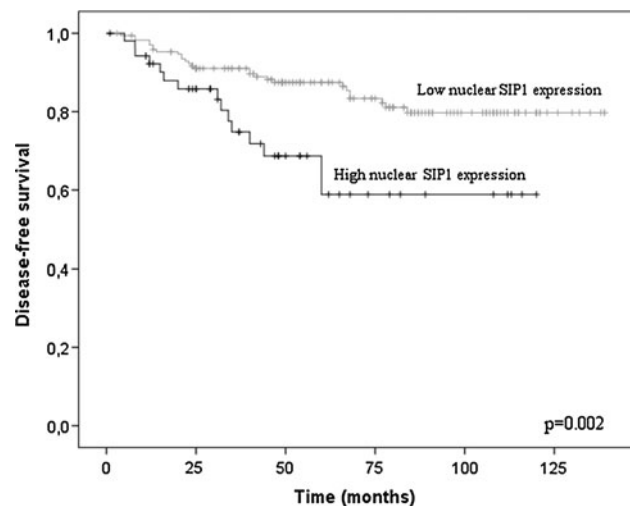 1,0
0,8
0,6
0,4
0,2
0,0
Disease-free survival
Low nuclear SIP1 expression
High nuclear SIP1 expression
p=0.002
0 25 50 75 100 125
Time (months)